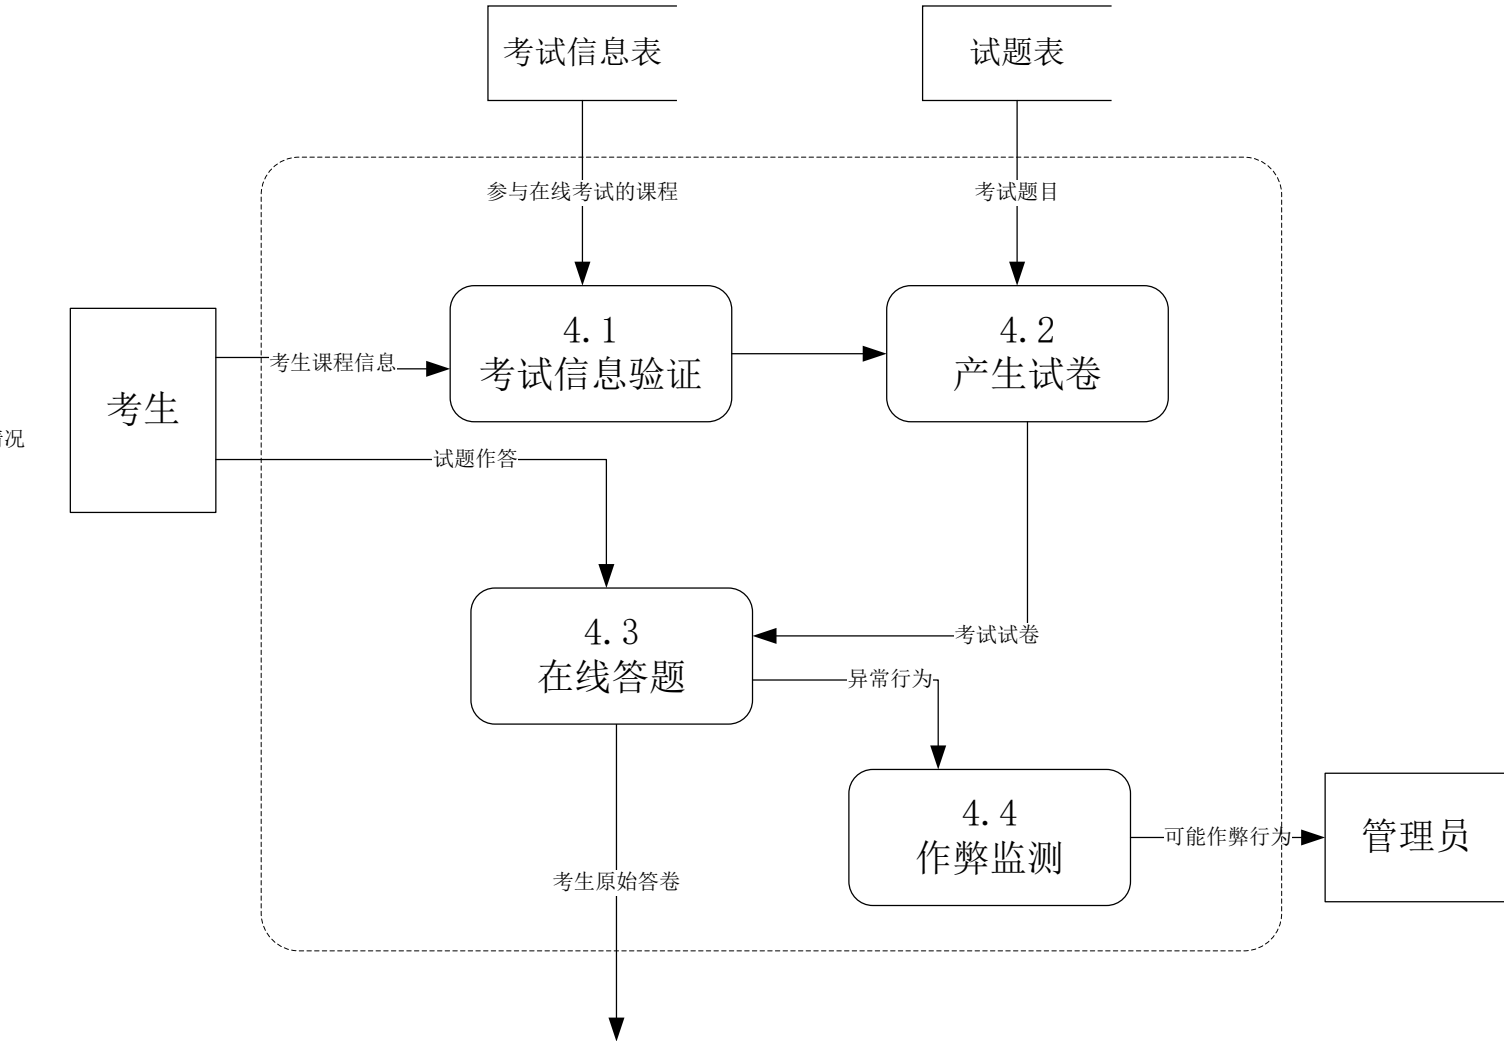 考试信息表
试题表
参与在线考试的课程
考试题目
4.1
考试信息验证
4.2
产生试卷
考生课程信息
考生
情况
试题作答
4.3
在线答题
考试试卷
异常行为
4.4
作弊监测
可能作弊行为
管理员
考生原始答卷